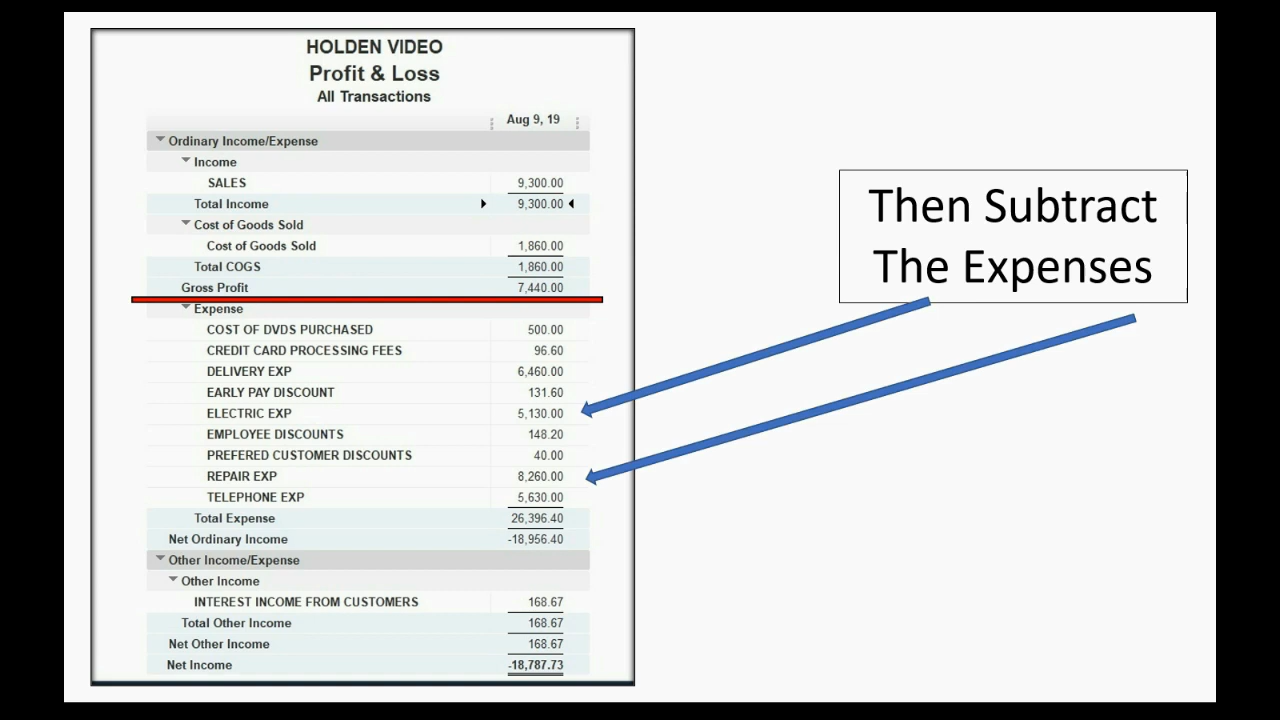 HOLDEN VIDEO
Profit & Loss
All Transactions
Aug 9, 19
Ordinary Income/Expense
Income
SALES 9,300.00
Total Income 9,300.00
Cost of Goods Sold
Cost of Goods Sold 1,860.00
Total COGS 1,860.00
Gross Profit 7,440.00
Expense
COST OF DVDS PURCHASED 500.00
CREDIT CARD PROCESSING FEES 96.60
DELIVERY EXP 6,460.00
EARLY PAY DISCOUNT 131.60
ELECTRIC EXP 5,130.00
EMPLOYEE DISCOUNTS 148.20
PREFERED CUSTOMER DISCOUNTS 40.00
REPAIR EXP 8,260.00
TELEPHONE EXP 5,630.00
Total Expense 26,396.40
Net Ordinary Income -18,956.40
Other Income/Expense
Other Income
INTEREST INCOME FROM CUSTOMERS 168.67
Total Other Income 168.67
Net Other Income 168.67
Net Income -18,787.73
Then Subtract
The Expenses